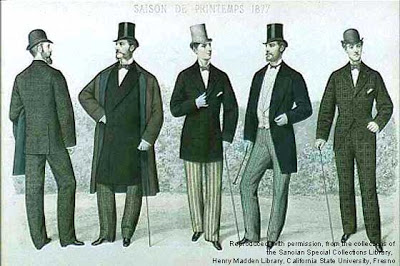 SAISON DE PRINTEMPS 1877
Reproduced with permission, from the collections of
the Sanoian Special Collections Library,
Henry Madden Library, California State University, Fresno